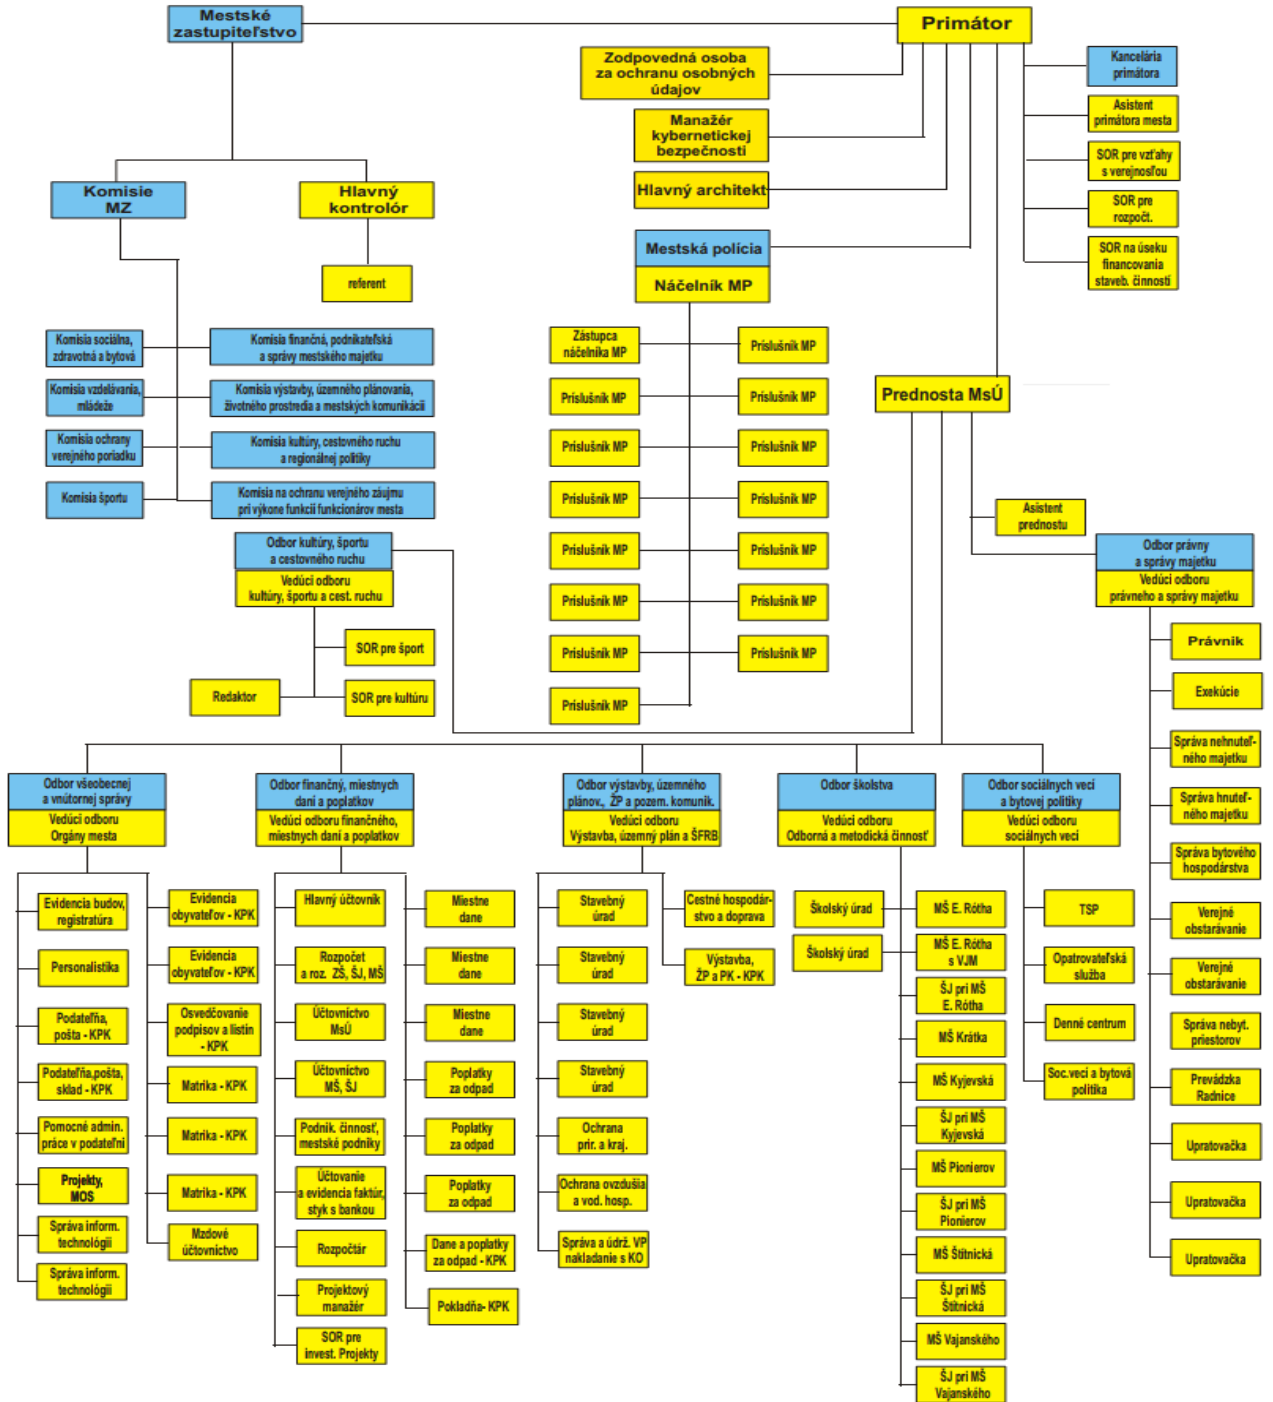 Mestské
zastupiteľstvo
Primátor
Zodpovedná osoba
za ochranu osobných
údajov
Manažér
kybernetickej
bezpečnosti
Hlavný architekt
Kancelária
primátora
Asistent
primátora mesta
SOR pre vzťahy
s verejnosľou
SOR pre
rozpočt.
SOR na úseku
financovania
staveb. činností
Komisie
MZ
Hlavný
kontrolór
referent
Mestská polícia
Náčelník MP
Komisia sociálna,
zdravotná a bytová
Komisia finančná, podnikateľská
a správy mestského majetku
Komisia vzdelávania,
mládeže
Komisia výstavby, územného plánovania,
životného prostredia a mestských komunikácií
Komisia ochrany
verejného poriadku
Komisia kultúry, cestovného ruchu
a regionálnej politiky
Komisia športu
Komisia na ochranu verejného záujmu
pri výkone funkcií funkcionárov mesta
Zástupca
náčelníka MP
Príslušník MP
Príslušník MP
Príslušník MP
Príslušník MP
Príslušník MP
Príslušník MP
Príslušník MP
Príslušník MP
Príslušník MP
Príslušník MP
Príslušník MP
Príslušník MP
Príslušník MP
Príslušník MP
Prednosta MsÚ
Asistent
prednostu
Odbor kultúry, športu
a cestovného ruchu
Vedúci odboru
kultúry, športu a cest. ruchu
SOR pre šport
Redaktor
SOR pre kultúru
Odbor právny
a správy majetku
Vedúci odboru
právneho a správy majetku
Právnik
Exekúcie
Správa nehnuteľ-
ného majetku
Správa hnuteľ-
ného majetku
Správa bytového
hospodárstva
Verejné
obstarávanie
Verejné
obstarávanie
Správa nebyt.
priestorov
Prevádzka
Radnice
Upratovačka
Upratovačka
Upratovačka
Odbor všeobecnej
a vnútornej správy
Vedúci odboru
Orgány mesta
Evidencia budov,
registratúra
Personalistika
Podateľňa,
pošta - KPK
Podateľňa,pošta,
sklad - KPK
Pomocné admin.
práce v podateľni
Projekty,
MOS
Správa inform.
technológií
Správa inform.
technológií
Evidencia
obyvateľov - KPK
Evidencia
obyvateľov - KPK
Osvedčovanie
podpisov a listín
- KPK
Matrika - KPK
Matrika - KPK
Matrika - KPK
Mzdové
účtovníctvo
Odbor finančný, miestnych
daní a poplatkov
Vedúci odboru finančného,
miestnych daní a poplatkov
Hlavný účtovník
Rozpočet
a roz. ZŠ, ŠJ, MŠ
Účtovníctvo
MsÚ
Účtovníctvo
MŠ, ŠJ
Podnik. činnosť,
mestské podniky
Účtovanie
a evidencia faktúr,
styk s bankou
Rozpočtár
Projektový
manažér
SOR pre
invest. Projekty
Miestne
dane
Miestne
dane
Miestne
dane
Poplatky
za odpad
Poplatky
za odpad
Poplatky
za odpad
Dane a poplatky
za odpad - KPK
Pokladňa- KPK
Odbor výstavby, územného
plánov., ŽP a pozem. komunik.
Vedúci odboru
Výstavba, územný plán a ŠFRB
Stavebný
úrad
Stavebný
úrad
Stavebný
úrad
Stavebný
úrad
Ochrana
prír. a kraj.
Ochrana ovzdušia
a vod. hosp.
Správa a údrž. VP
nakladanie s KO
Cestné hospodár-
stvo a doprava
Výstavba,
ŽP a PK - KPK
Odbor školstva
Vedúci odboru
Odborná a metodická činnosť
Školský úrad
Školský úrad
MŠ E. Rótha
MŠ E. Rótha
s VJM
ŠJ pri MŠ
E. Rótha
MŠ Krátka
MŠ Kyjevská
ŠJ pri MŠ
Kyjevská
MŠ Pionierov
ŠJ pri MŠ
Pionierov
MŠ Štítnická
ŠJ pri MŠ
Štítnická
MŠ Vajanského
ŠJ pri MŠ
Vajanského
Odbor sociálnych vecí
a bytovej politiky
Vedúci odboru
sociálnych vecí
TSP
Opatrovateľská
služba
Denné centrum
Soc.veci a bytová
politika